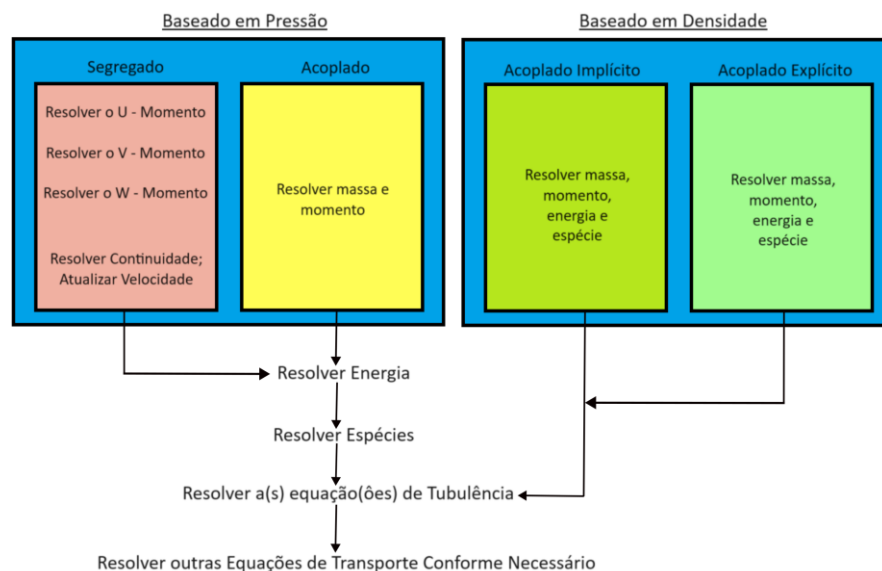 Baseado em Pressão
Baseado em Densidade
Segregado
Acoplado
Acoplado Implícito
Acoplado Explícito
Resolver o U - Momento
Resolver o V - Momento
Resolver o W - Momento
Resolver Continuidade;
Atualizar Velocidade
Resolver massa e
momento
Resolver massa,
momento,
energia e
espécie
Resolver massa,
momento,
energia e
espécie
Resolver Energia
Resolver Espécies
Resolver a(s) equação(ôes) de Tubulência
Resolver outras Equações de Transporte Conforme Necessário